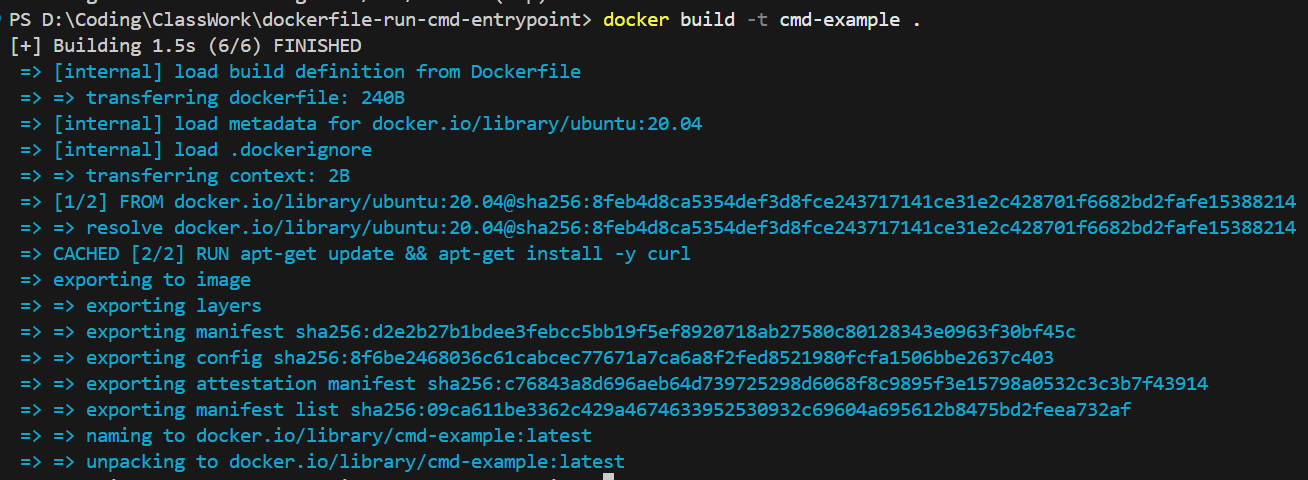 PS D:\Coding\ClassWork\dockerfile-run-cmd-entrypoint> docker build -t cmd-example .
[+] Building 1.5s (6/6) FINISHED
=> [internal] load build definition from Dockerfile
=> => transferring dockerfile: 240B
=> [internal] load metadata for docker.io/library/ubuntu:20.04
=> [internal] load .dockerignore
=> => transferring context: 2B
=> [1/2] FROM docker.io/library/ubuntu:20.04@sha256:8feb4d8ca5354def3d8fce243717141ce31e2c428701f6682bd2fafe15388214
=> => resolve docker.io/library/ubuntu:20.04@sha256:8feb4d8ca5354def3d8fce243717141ce31e2c428701f6682bd2fafe15388214
=> CACHED [2/2] RUN apt-get update && apt-get install -y curl
=> exporting to image
=> => exporting layers
=> => exporting manifest sha256:d2e2b27b1bdee3febcc5bb19f5ef8920718ab27580c80128343e0963f30bf45c
=> => exporting config sha256:8f6be2468036c61cabcec77671a7ca6a8f2fed8521980fcfa1506bbe2637c403
=> => exporting attestation manifest sha256:c76843a8d696aeb64d739725298d6068f8c9895f3e15798a0532c3c3b7f43914
=> => exporting manifest list sha256:09ca611be3362c429a4674633952530932c69604a695612b8475bd2feea732af
=> => naming to docker.io/library/cmd-example:latest
=> => unpacking to docker.io/library/cmd-example:latest